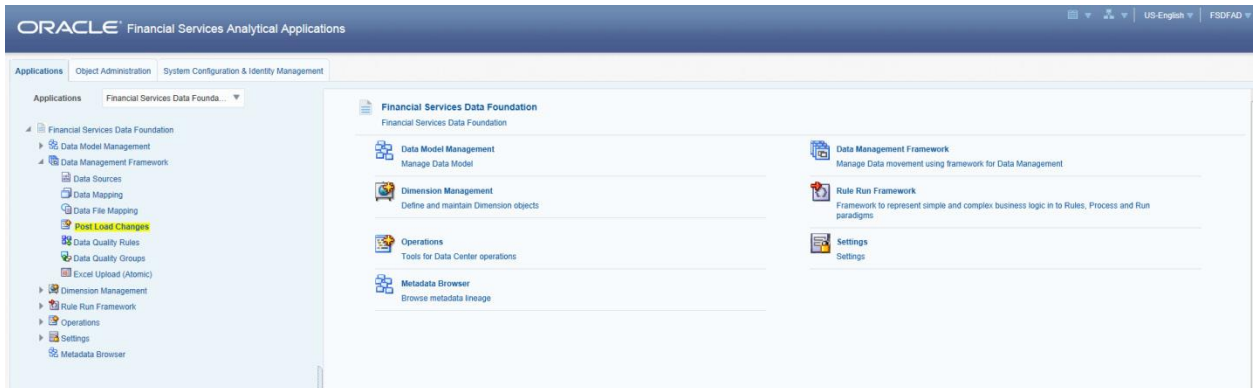 ORACLE Financial Services Analytical Applications
US-English
FSDFAD
Applications
Object Administration
System Configuration & Identity Management
Applications
Financial Services Data Founda...
Financial Services Data Foundation
Data Model Management
Data Management Framework
Data Sources
Data Mapping
Data File Mapping
Post Load Changes
Data Quality Rules
Data Quality Groups
Excel Upload (Atomic)
Dimension Management
Rule Run Framework
Operations
Settings
Metadata Browser
Financial Services Data Foundation
Financial Services Data Foundation
Data Model Management
Manage Data Model
Data Management Framework
Manage Data movement using framework for Data Management
Dimension Management
Define and maintain Dimension objects
Rule Run Framework
Framework to represent simple and complex business logic in to Rules, Process and Run
paradigms
Operations
Tools for Data Center operations
Settings
Settings
Metadata Browser
Browse metadata lineage